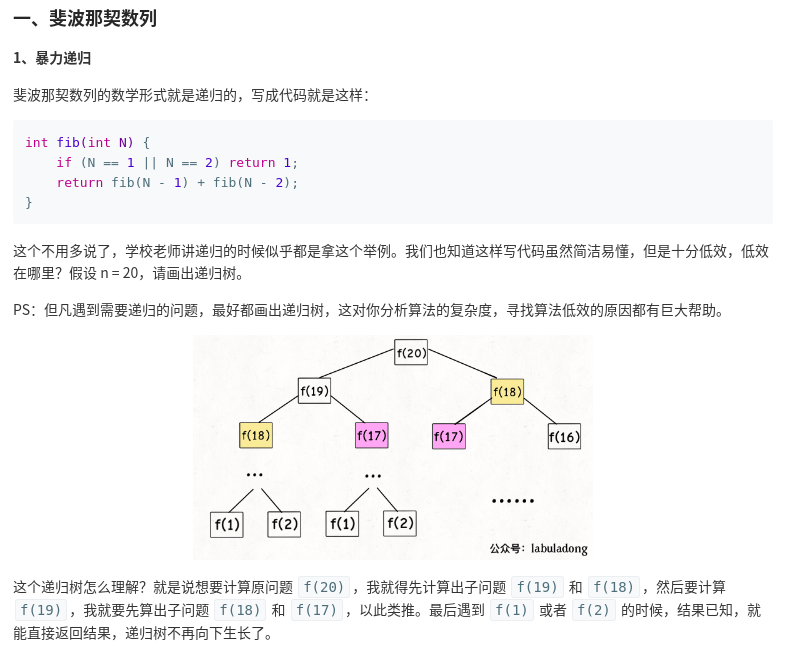 一、斐波那契数列
1、暴力递归
斐波那契数列的数学形式就是递归的，写成代码就是这样：
int fib(int N) {
    if (N == 1 || N == 2) return 1;
    return fib(N - 1) + fib(N - 2);
}
这个不用多说了，学校老师讲递归的时候似乎都是拿这个举例。我们也知道这样写代码虽然简洁易懂，但是十分低效，低效
在哪里？假设 n = 20，请画出递归树。
PS：但凡遇到需要递归的问题，最好都画出递归树，这对你分析算法的复杂度，寻找算法低效的原因都有巨大帮助。
f(20)
f(19) f(18)
f(18) f(17) f(17) f(16)
... ...
......
f(1) f(2) f(1) f(2)
公众号：labuladong
这个递归树怎么理解？就是说想要计算原问题 f(20)，我就得先计算出子问题 f(19) 和 f(18)，然后要计算
f(19)，我就要先算出子问题 f(18) 和 f(17)，以此类推。最后遇到 f(1) 或者 f(2) 的时候，结果已知，就
能直接返回结果，递归树不再向下生长了。